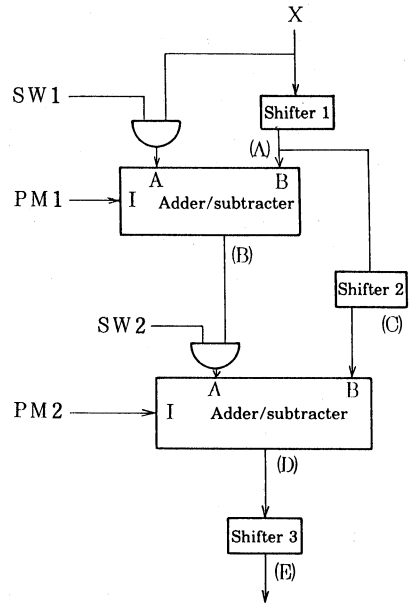 X
SW1
Shifter 1
(A)
A
B
PM1
I
Adder/subtracter
(B)
Shifter 2
(C)
SW2
A
B
PM2
I
Adder/subtracter
(D)
Shifter 3
(E)